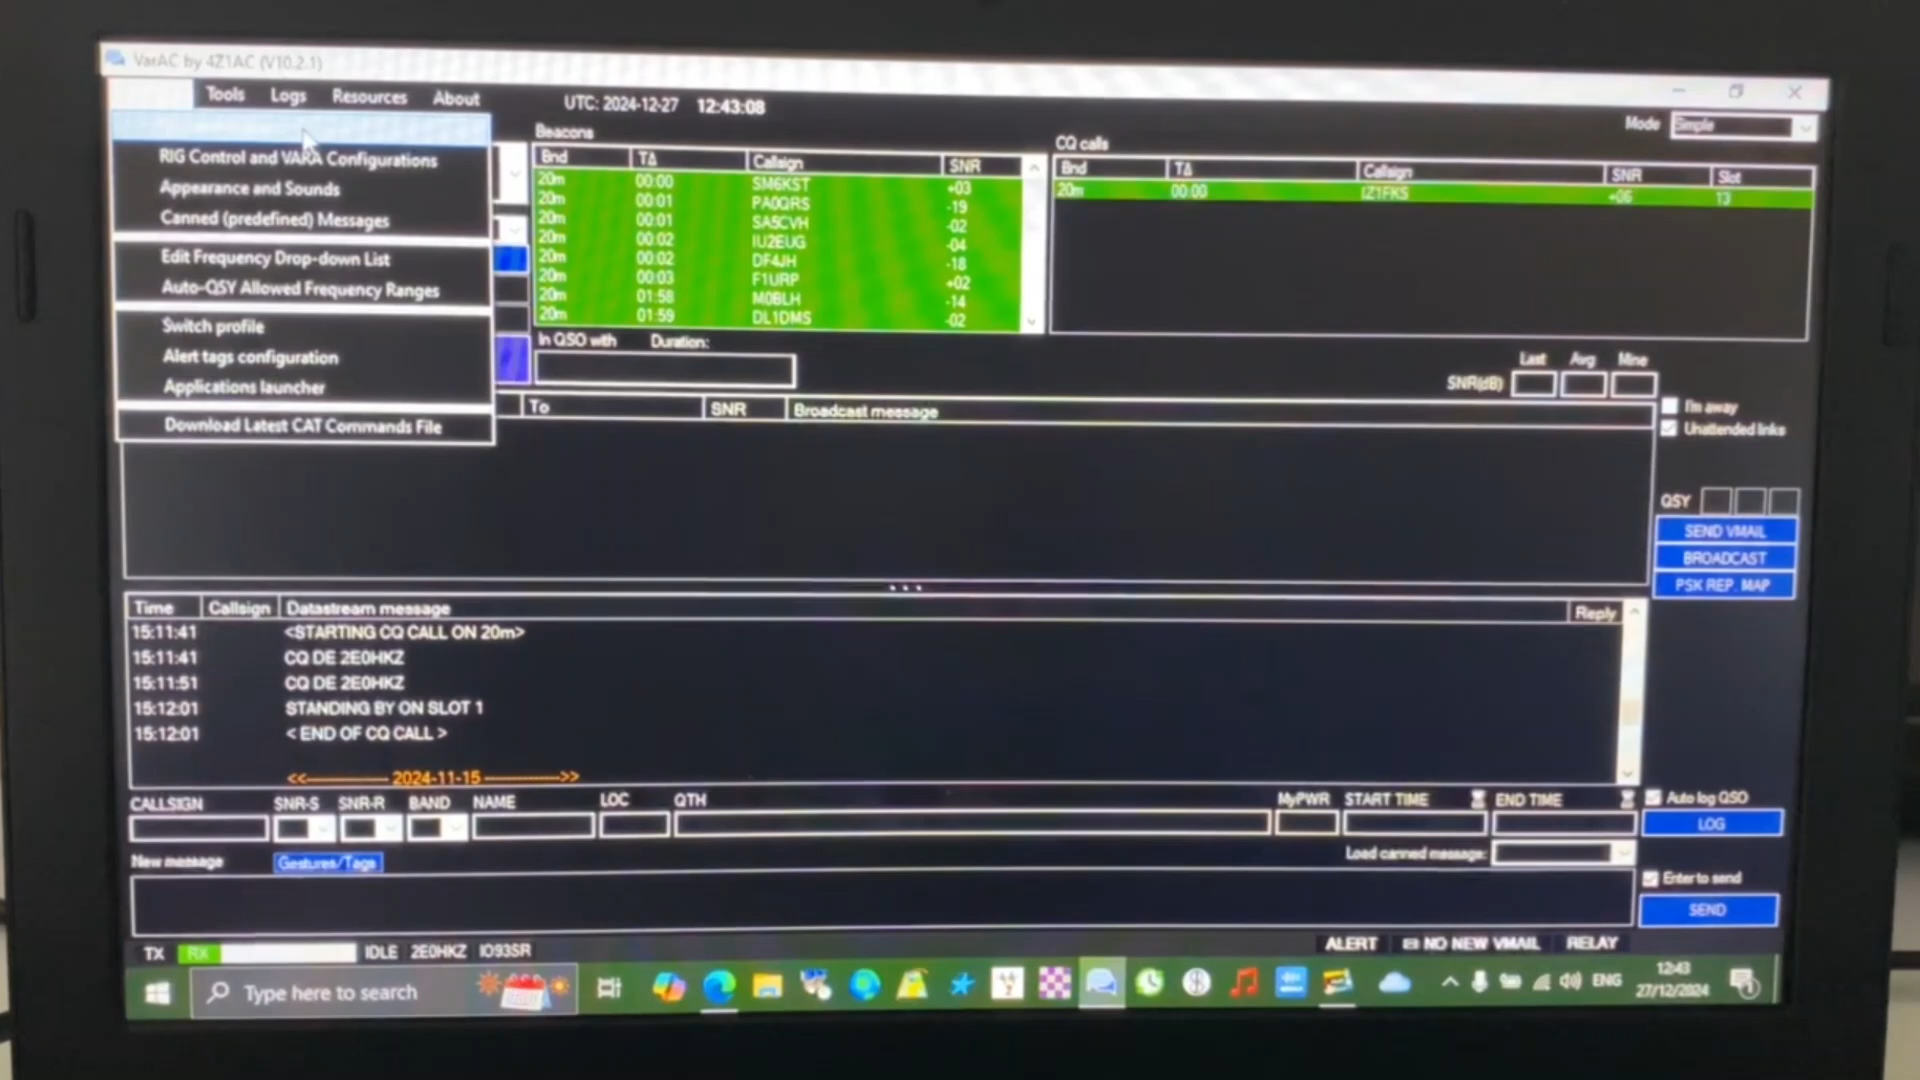 VarAC by 4Z1AC (V10.2.1)
Tools Logs Resources About
UTC: 2024-12-27 12:43:08
Mode Simple
RIG Control and VARA Configurations
Appearance and Sounds
Canned (predefined) Messages
Edit Frequency Drop-down List
Auto-QSY Allowed Frequency Ranges
Switch profile
Alert tags configuration
Applications launcher
Download Latest CAT Commands File
Beacons
Bnd TΔ Callsign SNR
20m 00:00 SM6KST +03
20m 00:01 PA0QRS -19
20m 00:01 SA5CVH -02
20m 00:02 IU2EUG -04
20m 00:02 DF4JH -18
20m 00:03 F1URP +02
20m 01:58 M0BLH -14
20m 01:59 DL1DMS -02
CQ calls
Bnd TΔ Callsign SNR Slot
20m 00:00 IZ1FKS +06 13
In QSO with Duration:
Last Avg Mine
SNR(dB)
To SNR Broadcast message
I'm away
Unattended links
QSY
SEND VMAIL
BROADCAST
PSK REP. MAP
Time Callsign Datastream message Reply
15:11:41 <STARTING CQ CALL ON 20m>
15:11:41 CQ DE 2E0HKZ
15:11:51 CQ DE 2E0HKZ
15:12:01 STANDING BY ON SLOT 1
15:12:01 < END OF CQ CALL >
<<-------------- 2024-11-15 -------------->>
CALLSIGN SNR-S SNR-R BAND NAME LOC QTH MyPWR START TIME END TIME
Auto log QSO
LOG
New message Gestures/Tags
Load canned message:
Enter to send
SEND
TX RX IDLE 2E0HKZ IO93SR
ALERT NO NEW VMAIL RELAY
Type here to search
ENG
12:43
27/12/2024
1